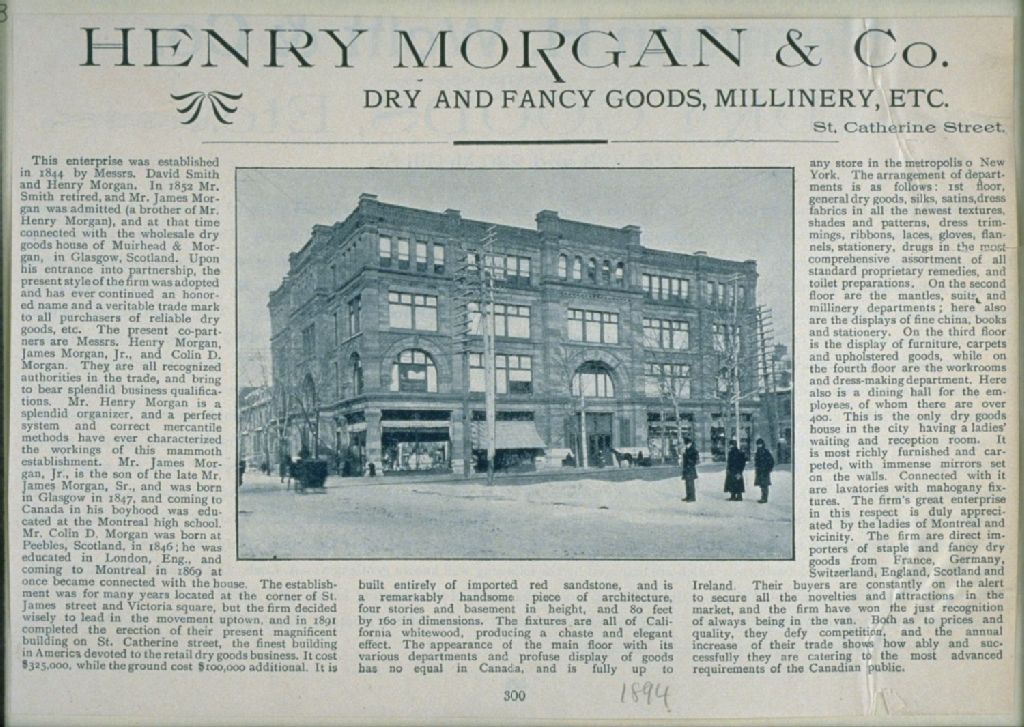 HENRY MORGAN & Co.
DRY AND FANCY GOODS, MILLINERY, ETC.
St. Catherine Street.
This enterprise was established
in 1844 by Messrs. David Smith
and Henry Morgan. In 1852 Mr.
Smith retired, and Mr. James Mor-
gan was admitted (a brother of Mr.
Henry Morgan), and at that time
connected with the wholesale dry
goods house of Muirhead & Mor-
gan, in Glasgow, Scotland. Upon
his entrance into partnership, the
present style of the firm was adopted
and has ever continued an honor-
ed name and a veritable trade mark
to all purchasers of reliable dry
goods, etc. The present co-part-
ners are Messrs. Henry Morgan,
James Morgan, Jr., and Colin D.
Morgan. They are all recognized
authorities in the trade, and bring
to bear splendid business qualifica-
tions. Mr. Henry Morgan is a
splendid organizer, and a perfect
system and correct mercantile
methods have ever characterized
the workings of this mammoth
establishment. Mr. James Mor-
gan, Jr., is the son of the late Mr.
James Morgan, Sr., and was born
in Glasgow in 1847, and coming to
Canada in his boyhood was edu-
cated at the Montreal high school.
Mr. Colin D. Morgan was born at
Peebles, Scotland, in 1846; he was
educated in London, Eng., and
coming to Montreal in 1869 at
once became connected with the house. The establish-
ment was for many years located at the corner of St.
James street and Victoria square, but the firm decided
wisely to lead in the movement uptown, and in 1891
completed the erection of their present magnificent
building on St. Catherine street, the finest building
in America devoted to the retail dry goods business. It cost
$325,000, while the ground cost $100,000 additional. It is
built entirely of imported red sandstone, and is
a remarkably handsome piece of architecture,
four stories and basement in height, and 80 feet
by 160 in dimensions. The fixtures are all of Cali-
fornia whitewood, producing a chaste and elegant
effect. The appearance of the main floor with its
various departments and profuse display of goods
has no equal in Canada, and is fully up to
any store in the metropolis o New
York. The arrangement of depart-
ments is as follows: 1st floor,
general dry goods, silks, satins, dress
fabrics in all the newest textures,
shades and patterns, dress trim-
mings, ribbons, laces, gloves, flan-
nels, stationery, drugs in the most
comprehensive assortment of all
standard proprietary remedies, and
toilet preparations. On the second
floor are the mantles, suits, and
millinery departments; here also
are the displays of fine china, books
and stationery. On the third floor
is the display of furniture, carpets
and upholstered goods, while on
the fourth floor are the workrooms
and dress-making department. Here
also is a dining hall for the em-
ployees, of whom there are over
400. This is the only dry goods
house in the city having a ladies'
waiting and reception room. It
is most richly furnished and car-
peted, with immense mirrors set
on the walls. Connected with it
are lavatories with mahogany fix-
tures. The firm's great enterprise
in this respect is duly appreci-
ated by the ladies of Montreal and
vicinity. The firm are direct im-
porters of staple and fancy dry
goods from France, Germany,
Switzerland, England, Scotland and
Ireland. Their buyers are constantly on the alert
to secure all the novelties and attractions in the
market, and the firm have won the just recognition
of always being in the van. Both as to prices and
quality, they defy competition, and the annual
increase of their trade shows how ably and suc-
cessfully they are catering to the most advanced
requirements of the Canadian public.
300
1894